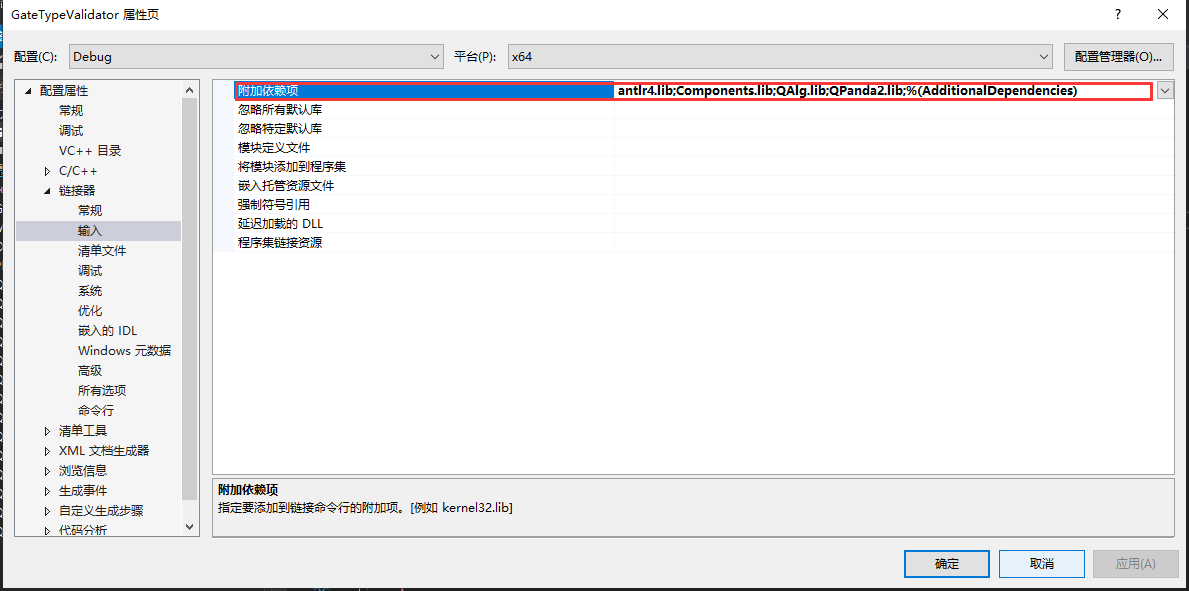 GateTypeValidator 属性页
配置(C): Debug 平台(P): x64 配置管理器(O)...
配置属性
常规
调试
VC++ 目录
C/C++
链接器
常规
输入
清单文件
调试
系统
优化
嵌入的 IDL
Windows 元数据
高级
所有选项
命令行
清单工具
XML 文档生成器
浏览信息
生成事件
自定义生成步骤
代码分析
附加依赖项 antlr4.lib;Components.lib;QAlg.lib;QPanda2.lib;%(AdditionalDependencies)
忽略所有默认库
忽略特定默认库
模块定义文件
将模块添加到程序集
嵌入托管资源文件
强制符号引用
延迟加载的 DLL
程序集链接资源
附加依赖项
指定要添加到链接命令行的附加项。[例如 kernel32.lib]
确定 取消 应用(A)